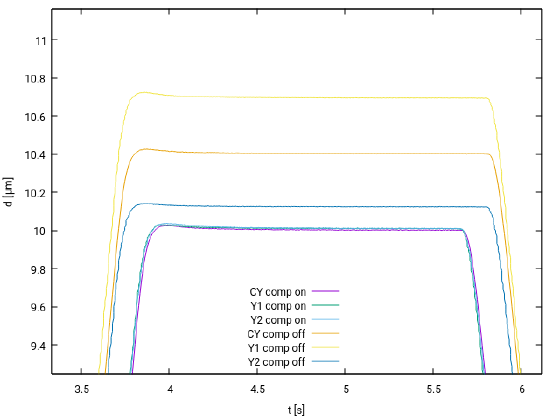 11
10.8
10.6
10.4
10.2
10
9.8
9.6
9.4
d [µm]
CY comp on
Y1 comp on
Y2 comp on
CY comp off
Y1 comp off
Y2 comp off
3.5 4 4.5 5 5.5 6
t [s]